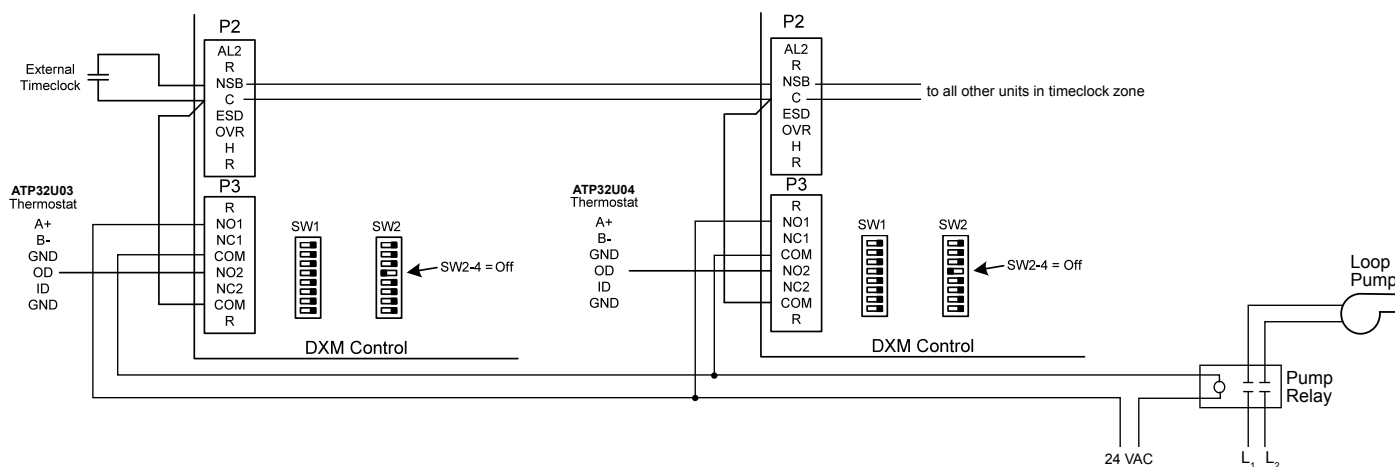 P2
AL2
R
NSB
C
ESD
OVR
H
R
External
Timeclock
P3
R
NO1
NC1
COM
NO2
NC2
COM
R
ATP32U03
Thermostat
A+
B-
GND
OD
ID
GND
SW1
SW2
SW2-4 = Off
DXM Control
P2
AL2
R
NSB
C
ESD
OVR
H
R
to all other units in timeclock zone
P3
R
NO1
NC1
COM
NO2
NC2
COM
R
ATP32U04
Thermostat
A+
B-
GND
OD
ID
GND
SW1
SW2
SW2-4 = Off
DXM Control
Loop
Pump
Pump
Relay
24 VAC
L1 L2